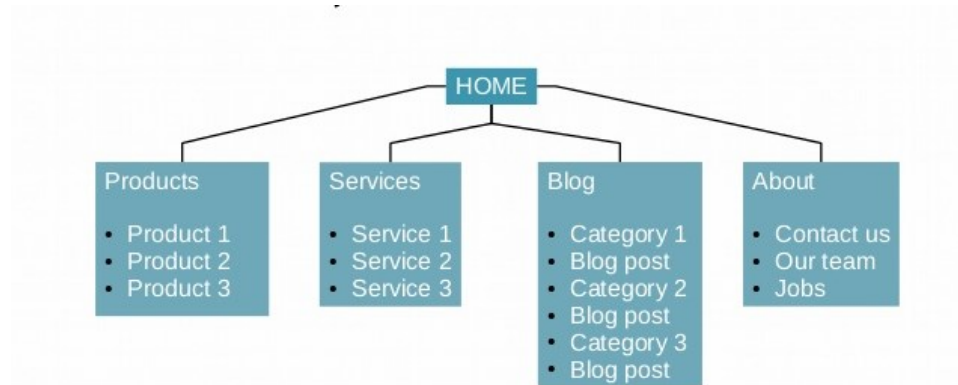 HOME
Products
• Product 1
• Product 2
• Product 3
Services
• Service 1
• Service 2
• Service 3
Blog
• Category 1
• Blog post
• Category 2
• Blog post
• Category 3
• Blog post
About
• Contact us
• Our team
• Jobs